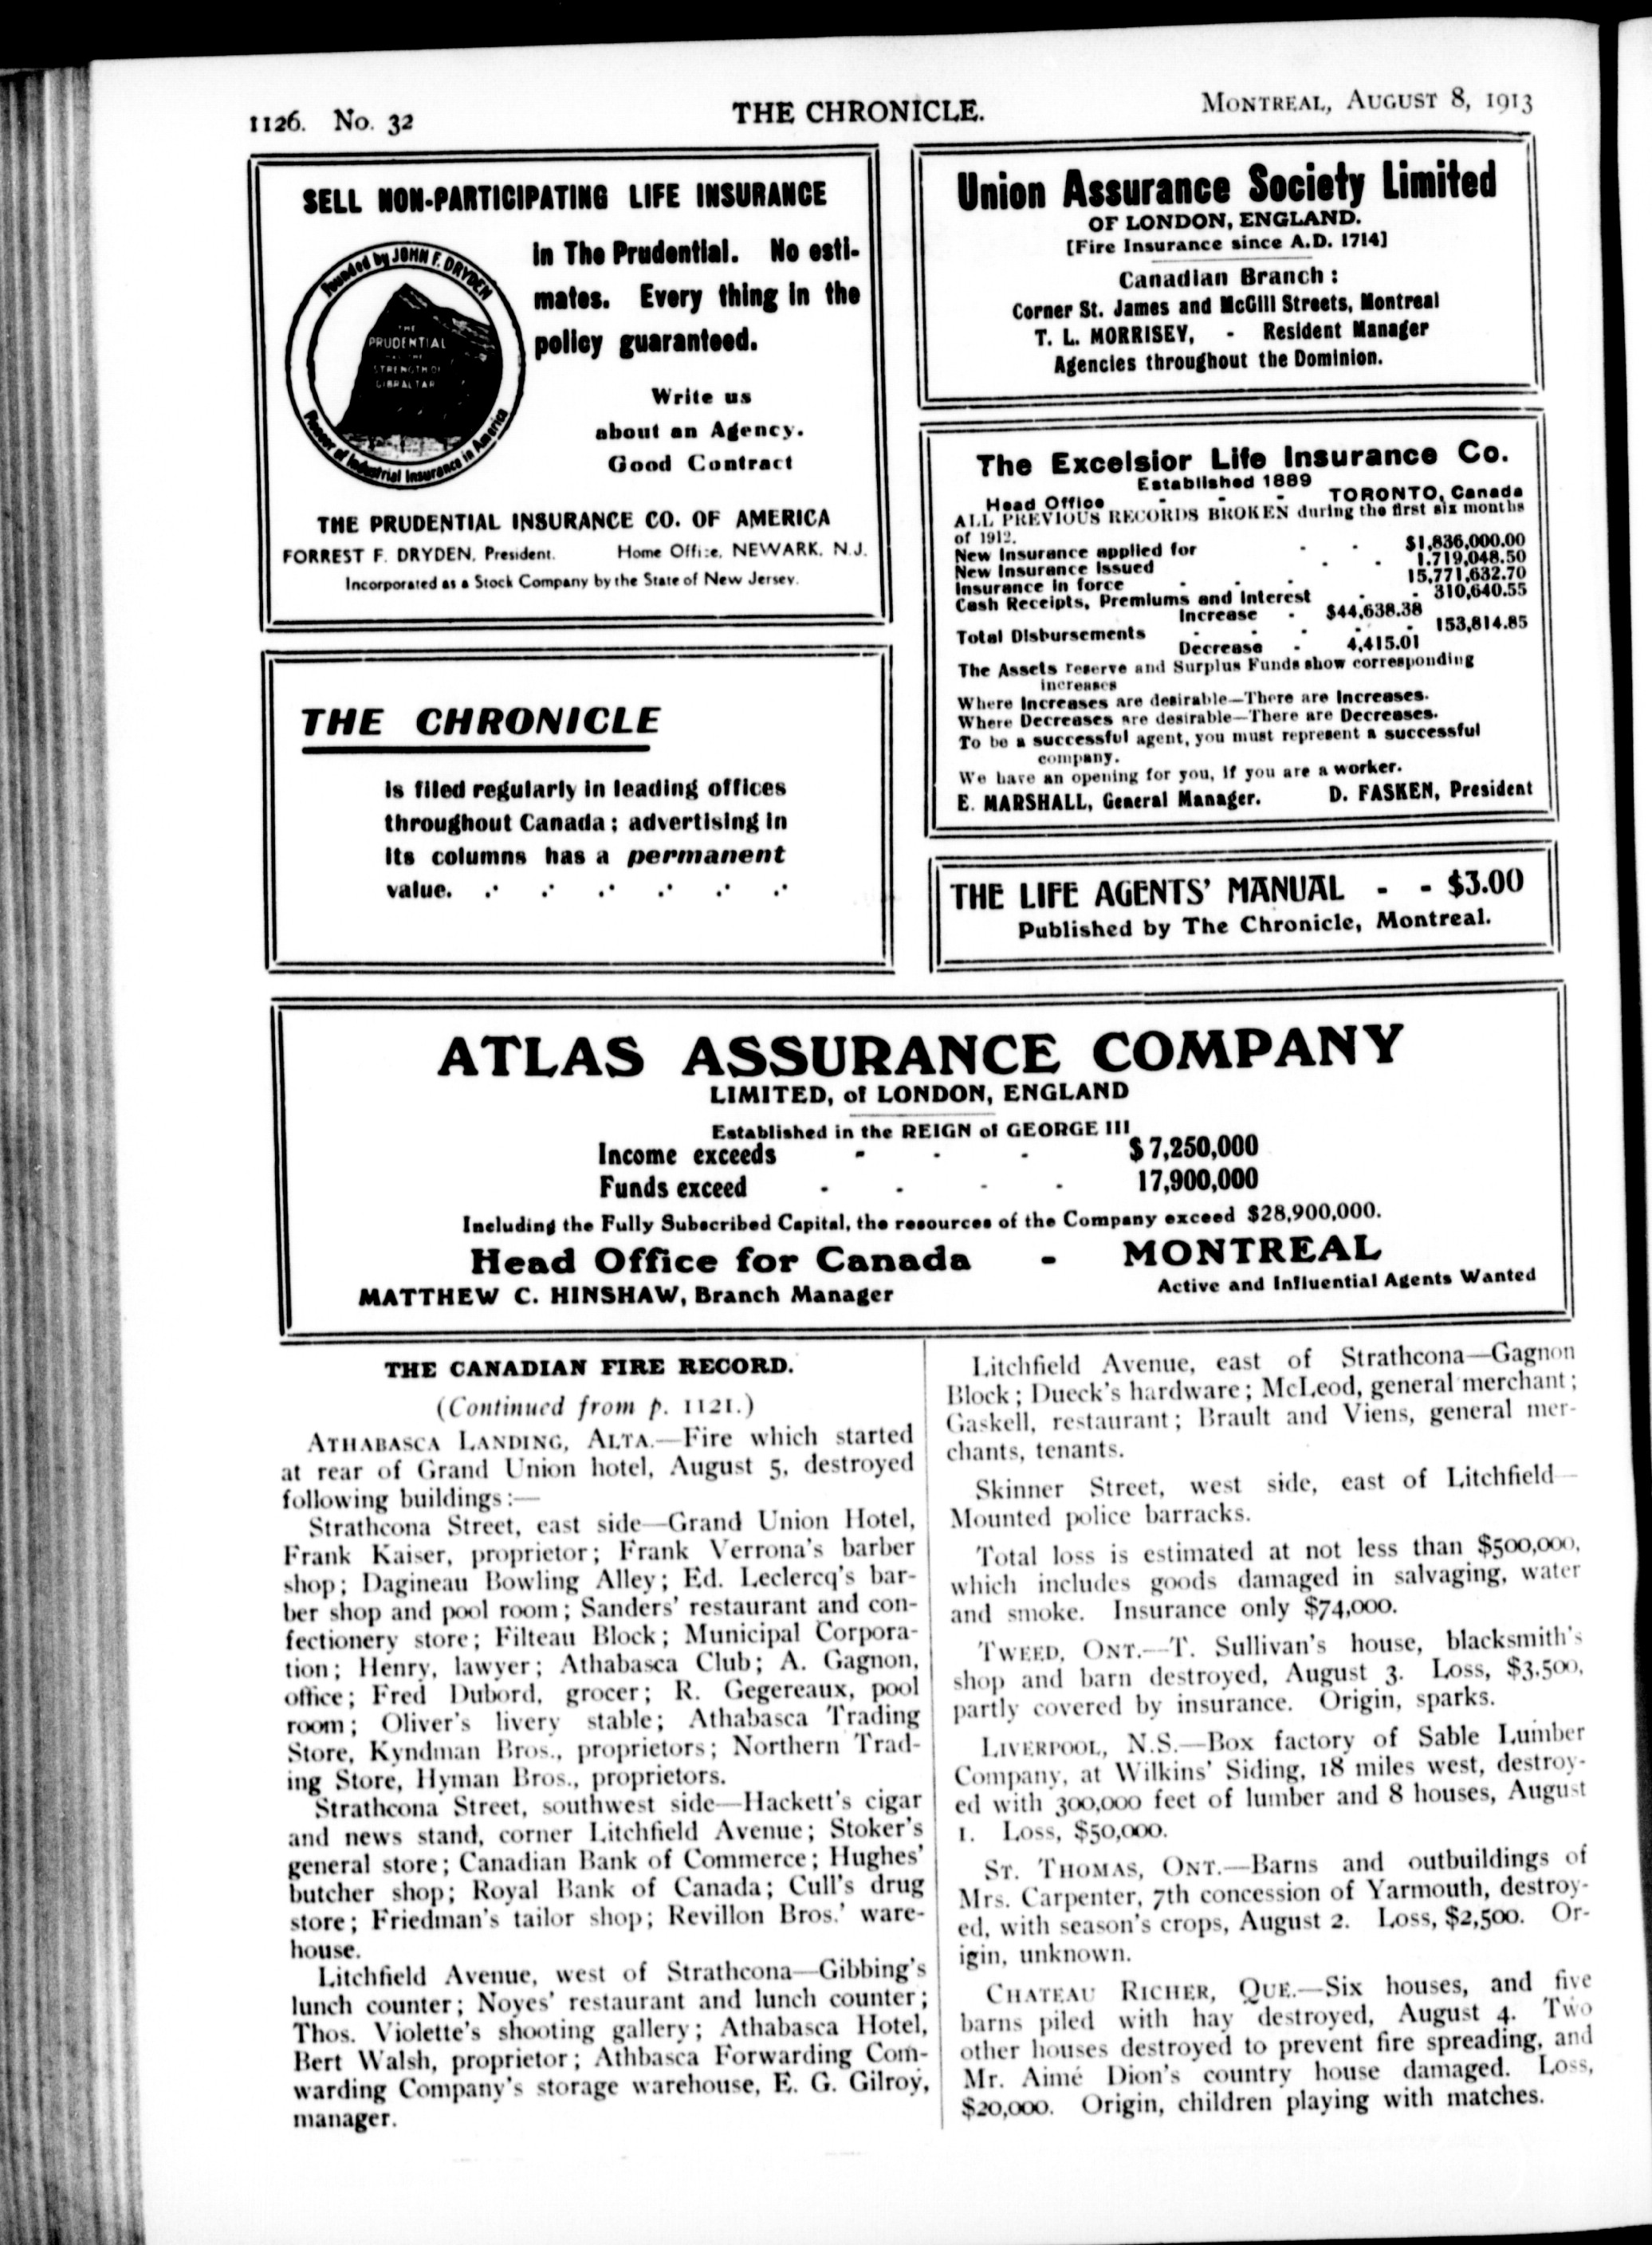 1126. No. 32
THE CHRONICLE.
MONTREAL, AUGUST 8, 1913
SELL NON-PARTICIPATING LIFE INSURANCE
Founded by JOHN F. DRYDEN
THE
PRUDENTIAL
HAS THE
STRENGTH OF
GIBRALTAR
Pioneer of Industrial Insurance in America
in The Prudential. No esti-
mates. Every thing in the
policy guaranteed.
Write us
about an Agency.
Good Contract
THE PRUDENTIAL INSURANCE CO. OF AMERICA
FORREST F. DRYDEN, President. Home Office, NEWARK, N.J.
Incorporated as a Stock Company by the State of New Jersey.
THE CHRONICLE
is filed regularly in leading offices
throughout Canada; advertising in
its columns has a permanent
value. .· .· .· .· .· .·
Union Assurance Society Limited
OF LONDON, ENGLAND.
[Fire Insurance since A.D. 1714]
Canadian Branch:
Corner St. James and McGill Streets, Montreal
T. L. MORRISEY, - Resident Manager
Agencies throughout the Dominion.
The Excelsior Life Insurance Co.
Established 1889
Head Office - - - TORONTO, Canada
ALL PREVIOUS RECORDS BROKEN during the first six months
of 1912.
New Insurance applied for - - $1,836,000.00
New Insurance Issued - - 1,719,048.50
Insurance in force - - - 15,771,632.70
Cash Receipts, Premiums and Interest - - 310,640.55
Increase - $44,638.38
Total Disbursements - - - - - 153,814.85
Decrease - 4,415.01
The Assets reserve and Surplus Funds show corresponding
increases
Where Increases are desirable—There are Increases.
Where Decreases are desirable—There are Decreases.
To be a successful agent, you must represent a successful
company.
We have an opening for you, if you are a worker.
E. MARSHALL, General Manager. D. FASKEN, President
THE LIFE AGENTS' MANUAL - - $3.00
Published by The Chronicle, Montreal.
ATLAS ASSURANCE COMPANY
LIMITED, of LONDON, ENGLAND
Established in the REIGN of GEORGE III
Income exceeds - - - $ 7,250,000
Funds exceed - - - - 17,900,000
Including the Fully Subscribed Capital, the resources of the Company exceed $28,900,000.
Head Office for Canada - MONTREAL
MATTHEW C. HINSHAW, Branch Manager Active and Influential Agents Wanted
THE CANADIAN FIRE RECORD.
(Continued from p. 1121.)
ATHABASCA LANDING, ALTA.—Fire which started
at rear of Grand Union hotel, August 5, destroyed
following buildings:—
Strathcona Street, east side—Grand Union Hotel,
Frank Kaiser, proprietor; Frank Verrona's barber
shop; Dagineau Bowling Alley; Ed. Leclercq's bar-
ber shop and pool room; Sanders' restaurant and con-
fectionery store; Filteau Block; Municipal Corpora-
tion; Henry, lawyer; Athabasca Club; A. Gagnon,
office; Fred Dubord, grocer; R. Gegereaux, pool
room; Oliver's livery stable; Athabasca Trading
Store, Kyndman Bros., proprietors; Northern Trad-
ing Store, Hyman Bros., proprietors.
Strathcona Street, southwest side—Hackett's cigar
and news stand, corner Litchfield Avenue; Stoker's
general store; Canadian Bank of Commerce; Hughes'
butcher shop; Royal Bank of Canada; Cull's drug
store; Friedman's tailor shop; Revillon Bros.' ware-
house.
Litchfield Avenue, west of Strathcona—Gibbing's
lunch counter; Noyes' restaurant and lunch counter;
Thos. Violette's shooting gallery; Athabasca Hotel,
Bert Walsh, proprietor; Athbasca Forwarding Com-
warding Company's storage warehouse, E. G. Gilroy,
manager.
Litchfield Avenue, east of Strathcona—Gagnon
Block; Dueck's hardware; McLeod, general merchant;
Gaskell, restaurant; Brault and Viens, general mer-
chants, tenants.
Skinner Street, west side, east of Litchfield—
Mounted police barracks.
Total loss is estimated at not less than $500,000,
which includes goods damaged in salvaging, water
and smoke. Insurance only $74,000.
TWEED, ONT.—T. Sullivan's house, blacksmith's
shop and barn destroyed, August 3. Loss, $3,500,
partly covered by insurance. Origin, sparks.
LIVERPOOL, N.S.—Box factory of Sable Lumber
Company, at Wilkins' Siding, 18 miles west, destroy-
ed with 300,000 feet of lumber and 8 houses, August
1. Loss, $50,000.
ST. THOMAS, ONT.—Barns and outbuildings of
Mrs. Carpenter, 7th concession of Yarmouth, destroy-
ed, with season's crops, August 2. Loss, $2,500. Or-
igin, unknown.
CHATEAU RICHER, QUE.—Six houses, and five
barns piled with hay destroyed, August 4. Two
other houses destroyed to prevent fire spreading, and
Mr. Aimé Dion's country house damaged. Loss,
$20,000. Origin, children playing with matches.